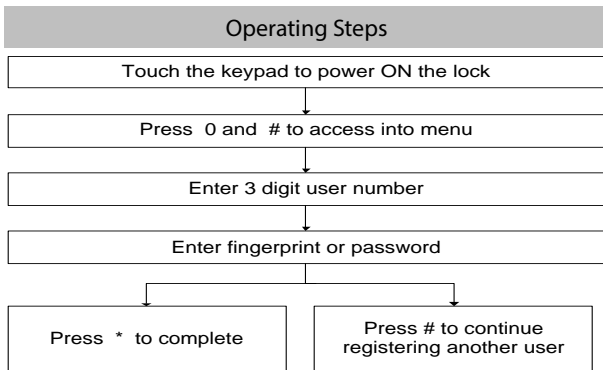 Operating Steps
Touch the keypad to power ON the lock
Press 0 and # to access into menu
Enter 3 digit user number
Enter fingerprint or password
Press * to complete
Press # to continue
registering another user